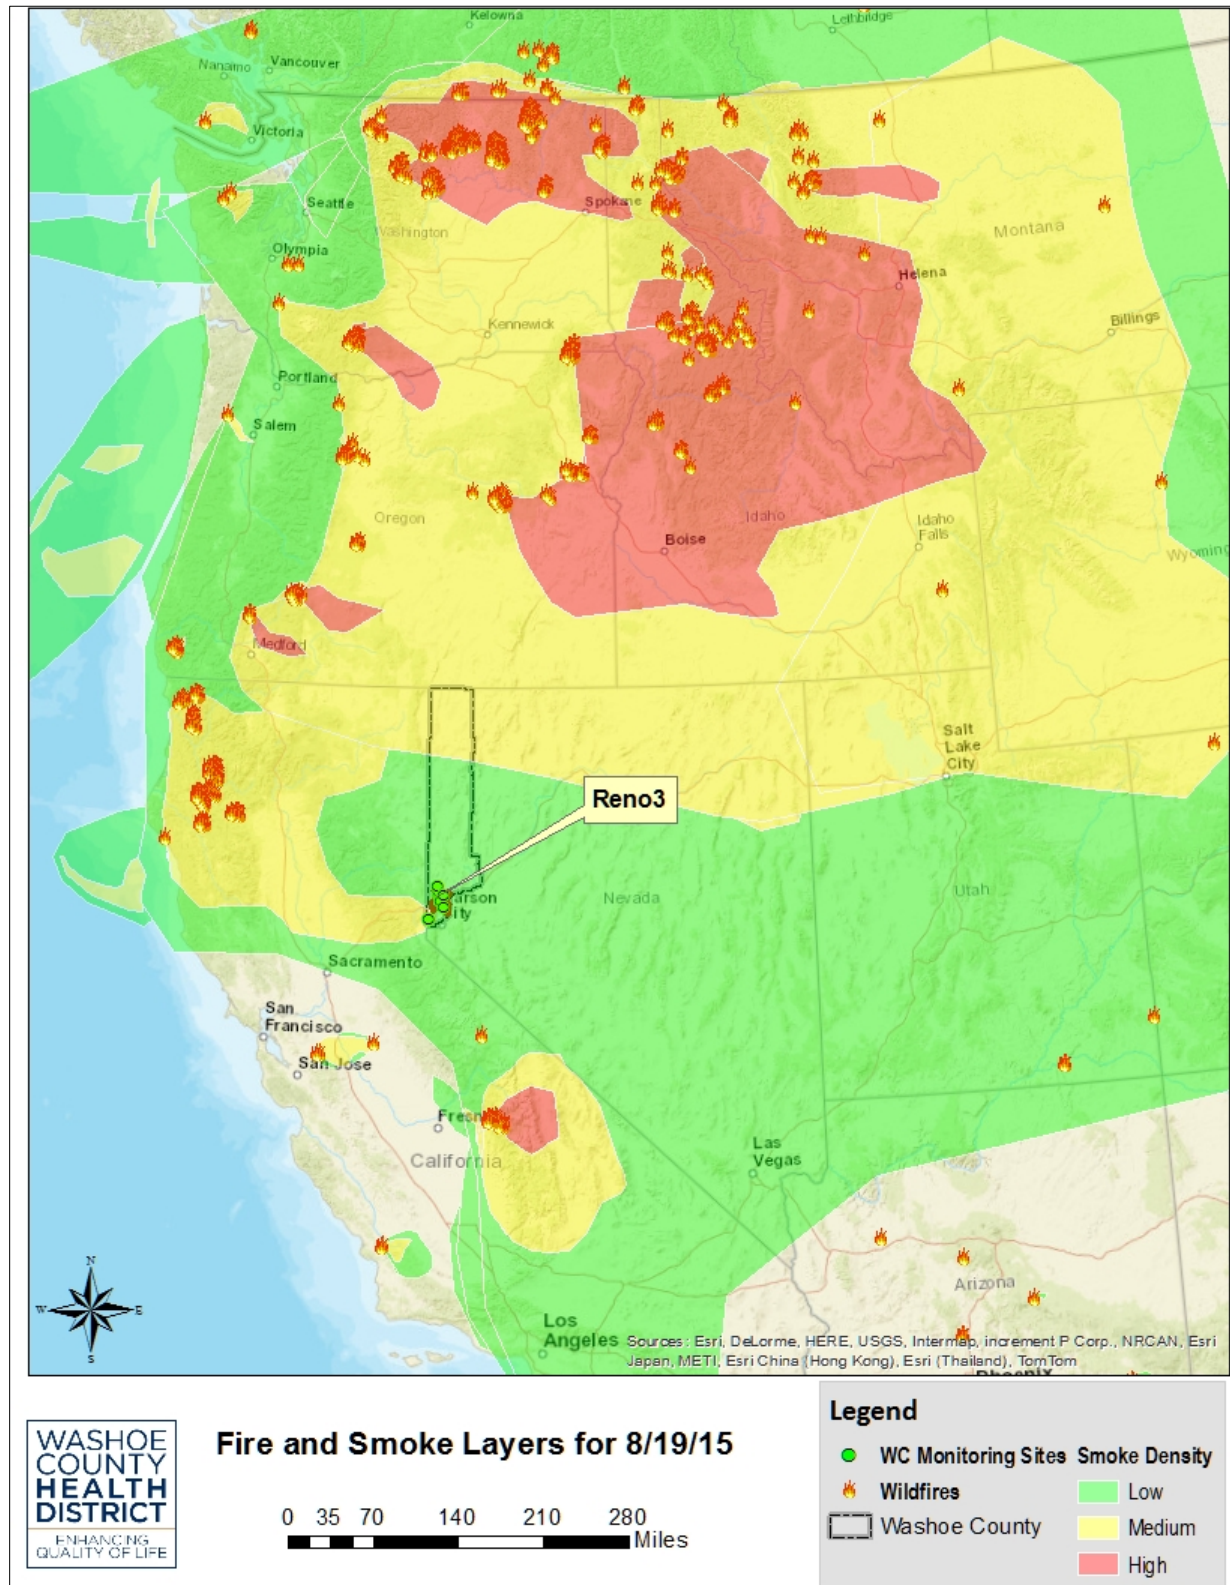 Kelowna
Lethbridge
Nanaimo
Vancouver
Victoria
Seattle
Spokane
Washington
Olympia
Montana
Helena
Kennewick
Billings
Portland
Salem
Oregon
Idaho
Idaho
Falls
Boise
Wyoming
Medford
Salt
Lake
City
Reno3
arson
ity
Nevada
Utah
Sacramento
San
Francisco
San Jose
Fresn
California
Las
Vegas
N
W
E
S
Arizona
Los
Angeles
Sources: Esri, DeLorme, HERE, USGS, Intermap, increment P Corp., NRCAN, Esri
Japan, METI, Esri China (Hong Kong), Esri (Thailand), TomTom
Phoenix
WASHOE
COUNTY
HEALTH
DISTRICT
ENHANCING
QUALITY OF LIFE
Fire and Smoke Layers for 8/19/15
0 35 70 140 210 280
Miles
Legend
WC Monitoring Sites
Wildfires
Washoe County
Smoke Density
Low
Medium
High